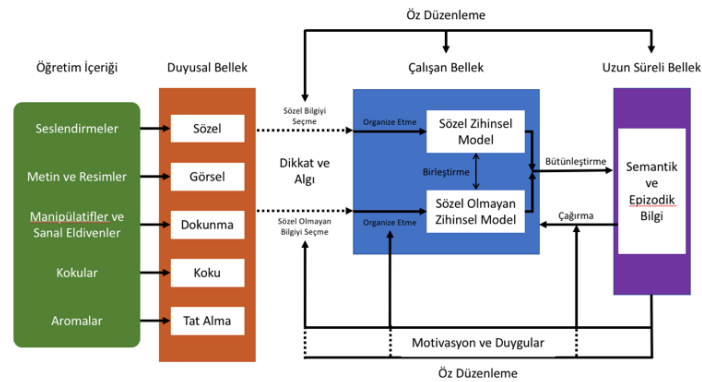 Öz Düzenleme
Öğretim İçeriği
Duyusal Bellek
Çalışan Bellek
Uzun Süreli Bellek
Seslendirmeler
Metin ve Resimler
Manipülatifler ve
Sanal Eldivenler
Kokular
Aromalar
Sözel
Görsel
Dokunma
Koku
Tat Alma
Sözel Bilgiyi
Seçme
Dikkat ve
Algı
Sözel Olmayan
Bilgiyi Seçme
Organize Etme
Sözel Zihinsel
Model
Birleştirme
Organize Etme
Sözel Olmayan
Zihinsel Model
Bütünleştirme
Çağırma
Semantik
ve
Epizodik
Bilgi
Motivasyon ve Duygular
Öz Düzenleme